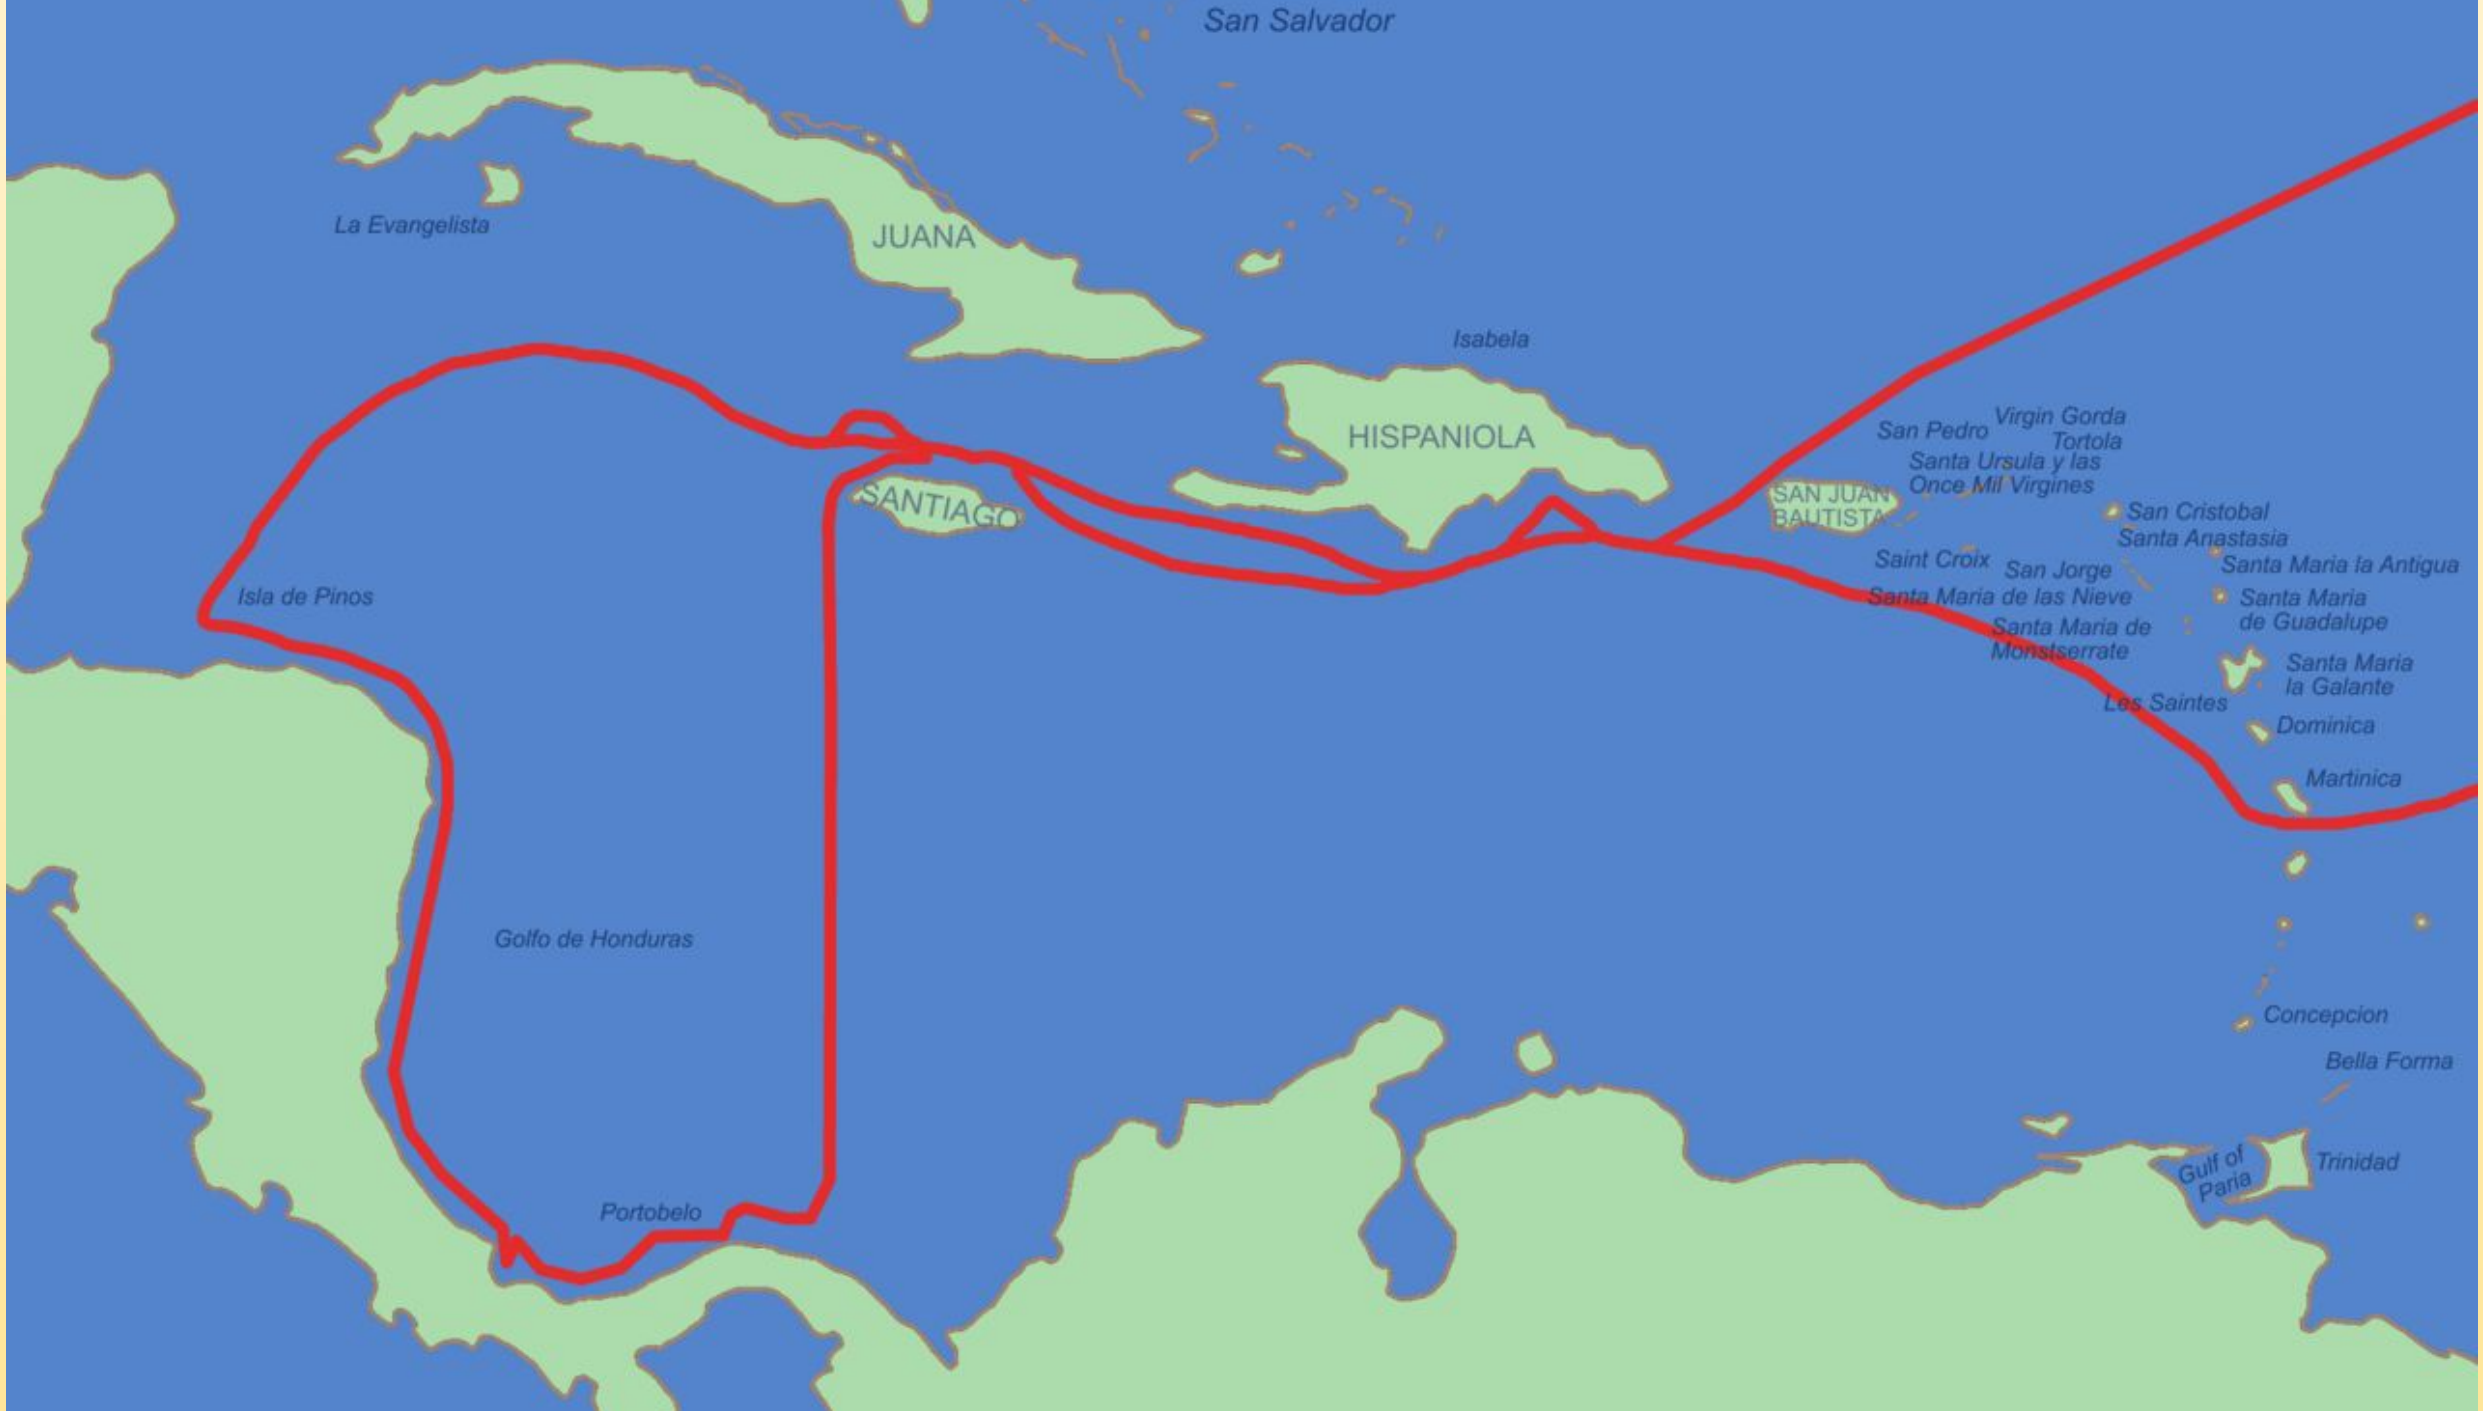 San Salvador
La Evangelista
JUANA
Isabela
HISPANIOLA
SANTIAGO
SAN JUAN
BAUTISTA
Virgin Gorda
San Pedro
Tortola
Santa Ursula y las
Once Mil Virgines
San Cristobal
Santa Anastasia
Saint Croix
San Jorge
Santa Maria la Antigua
Santa Maria de las Nieve
Santa Maria
de Guadalupe
Santa Maria de
Monstserrate
Santa Maria
la Galante
Les Saintes
Dominica
Martinica
Isla de Pinos
Golfo de Honduras
Concepcion
Bella Forma
Gulf of
Paria
Trinidad
Portobelo